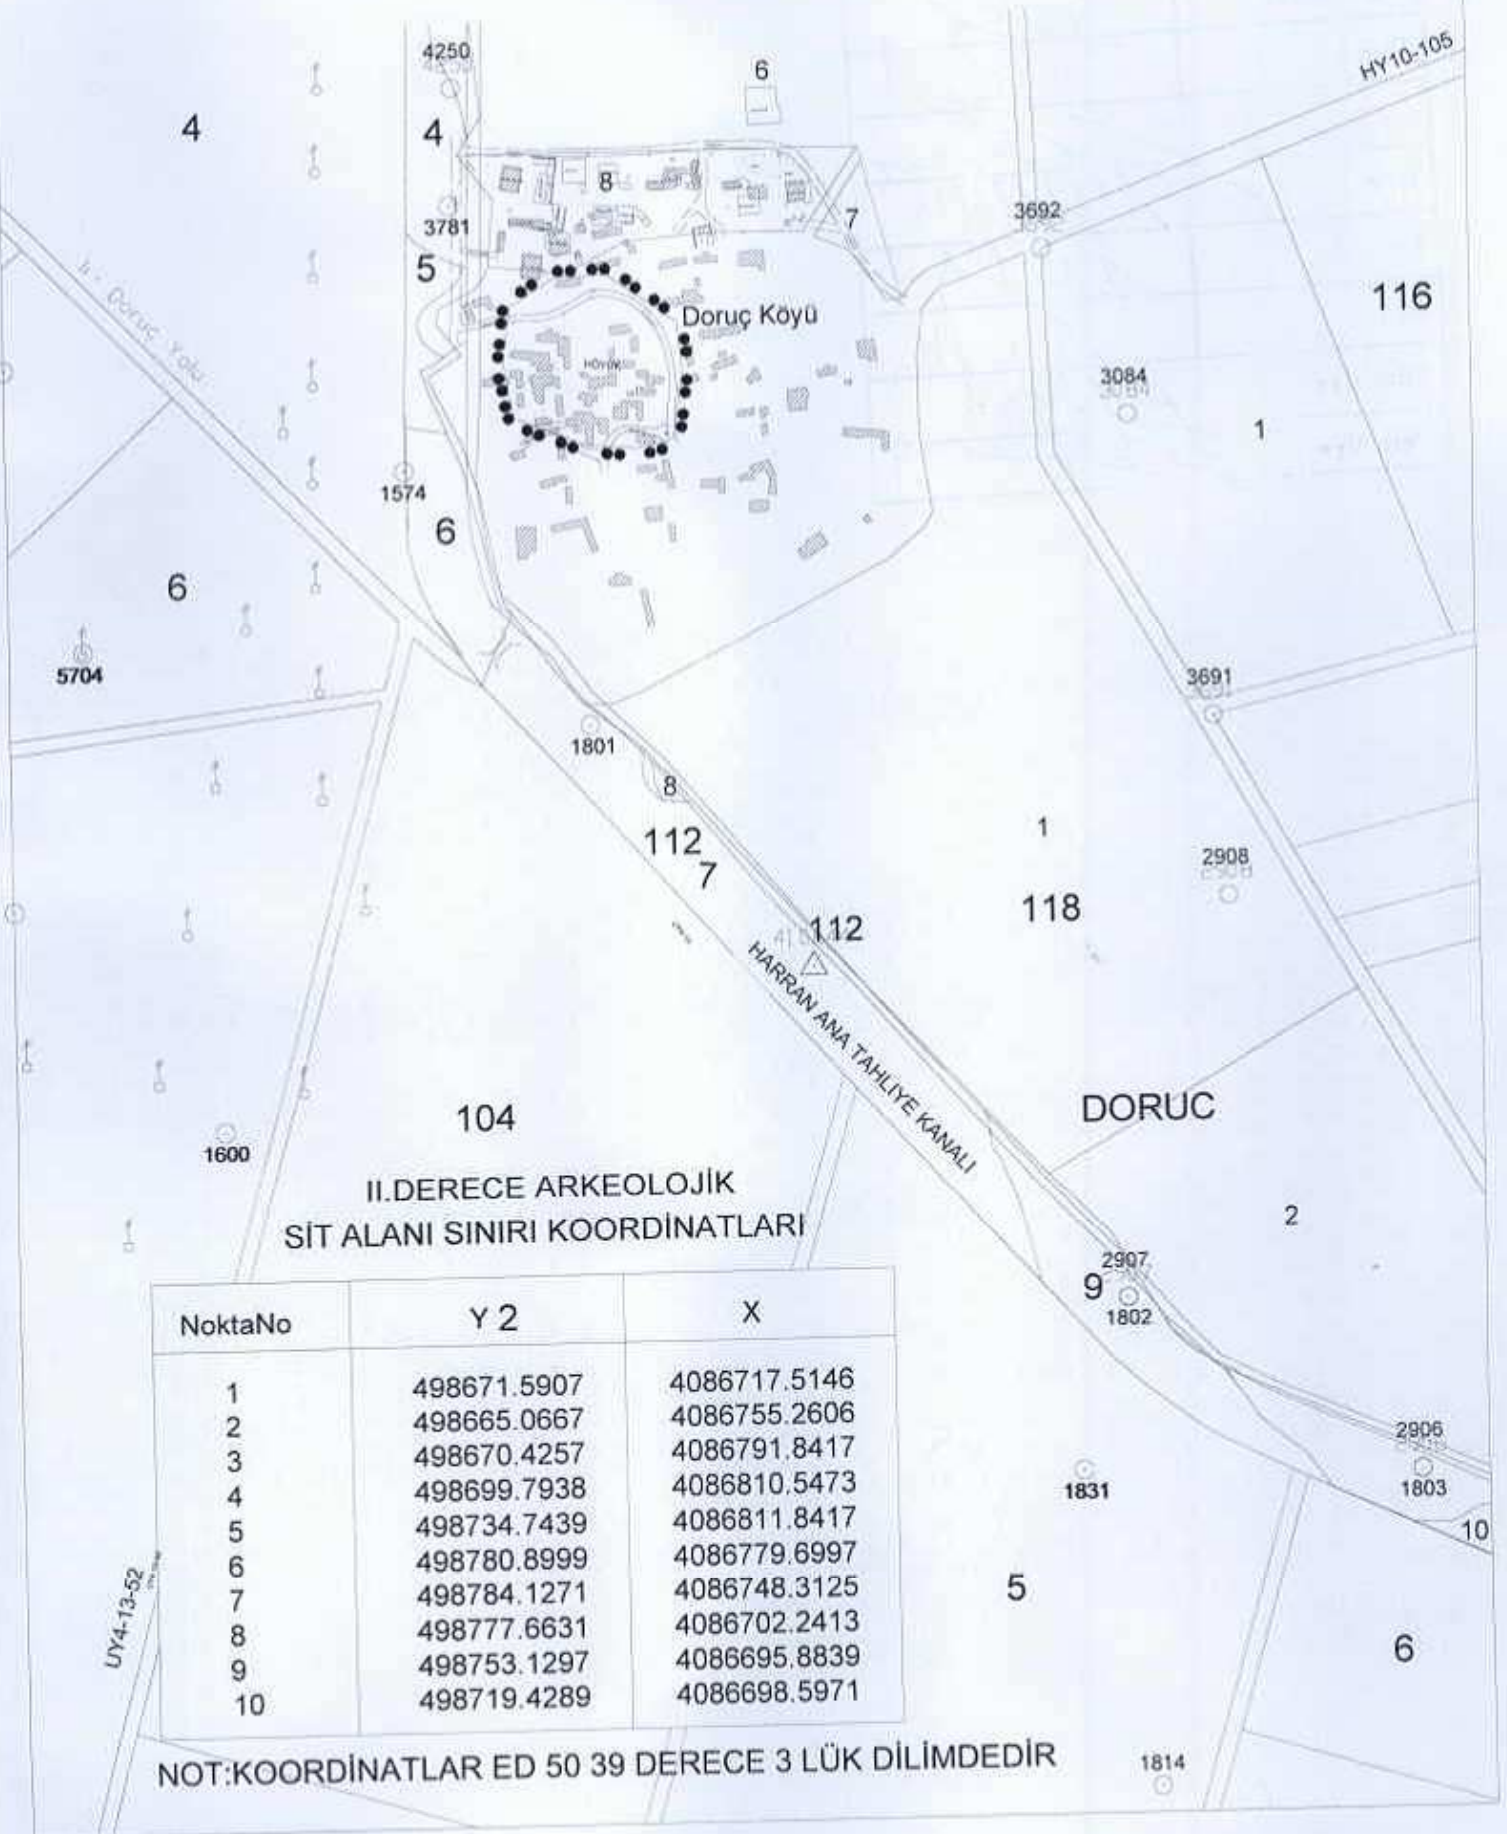 4250
6
HY10-105
4
4
8
3781
7
3692
5
h - Doruç Yolu
Doruç Köyü
116
HÖYÜK
3084
1
1574
6
6
5704
3691
1801
8
112
7
1
2908
112
118
HARRAN ANA TAHLİYE KANALI
DORUC
104
1600
II.DERECE ARKEOLOJİK
SİT ALANI SINIRI KOORDİNATLARI
2
2907
9
1802
NoktaNo Y 2 X
1 498671.5907 4086717.5146
2 498665.0667 4086755.2606
3 498670.4257 4086791.8417
4 498699.7938 4086810.5473
5 498734.7439 4086811.8417
6 498780.8999 4086779.6997
7 498784.1271 4086748.3125
8 498777.6631 4086702.2413
9 498753.1297 4086695.8839
10 498719.4289 4086698.5971
2906
1803
1831
10
UY4-13-52
5
6
NOT:KOORDİNATLAR ED 50 39 DERECE 3 LÜK DİLİMDEDİR
1814